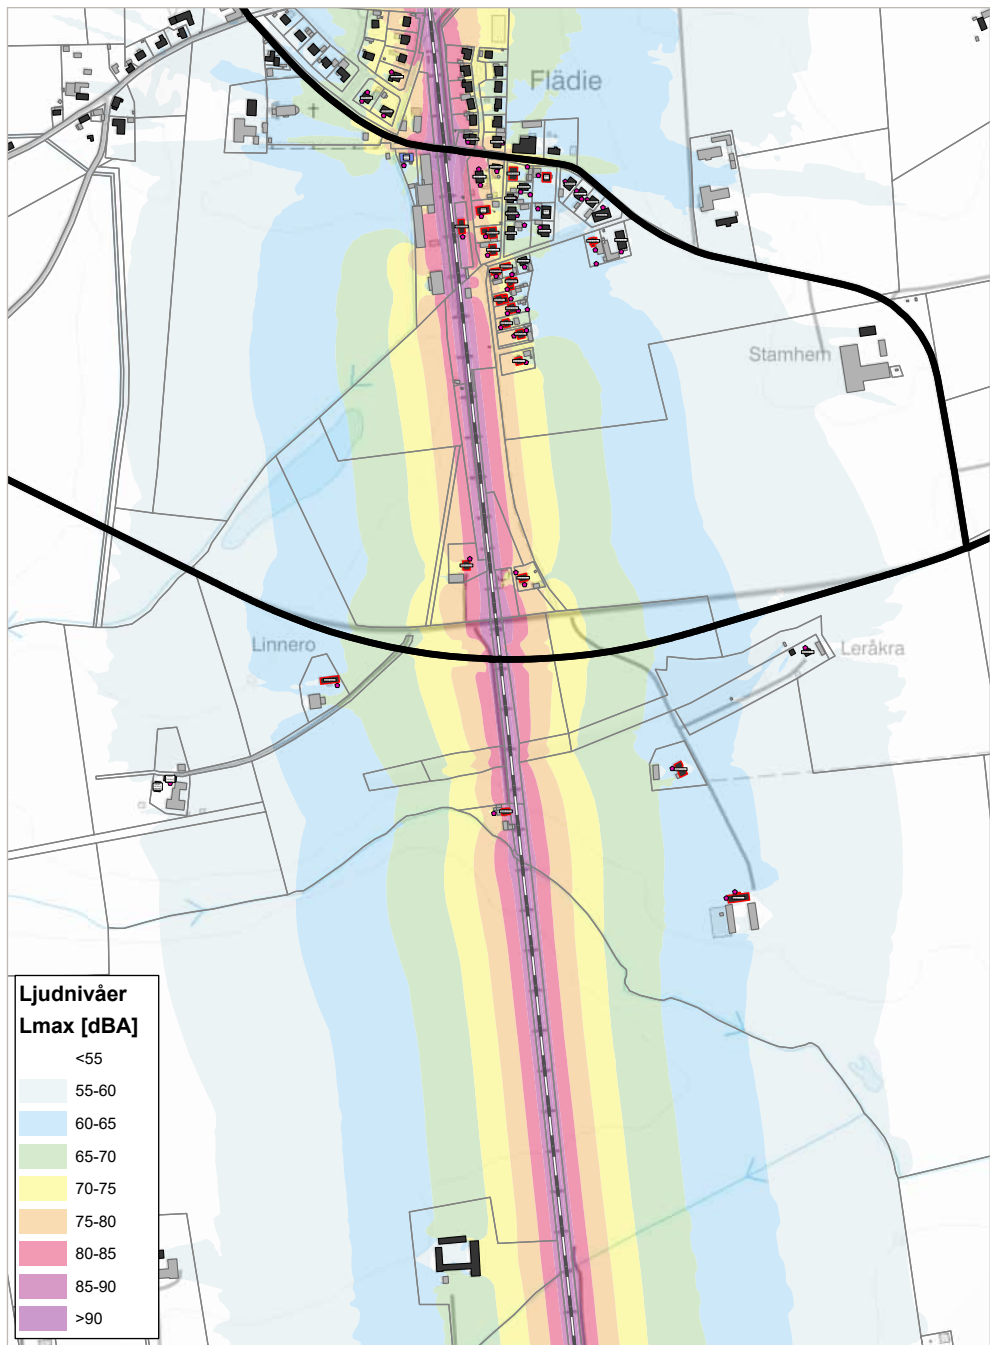 Flädie
Stamhem
Linnero
Leråkra
Ljudnivåer
Lmax [dBA]
<55
55-60
60-65
65-70
70-75
75-80
80-85
85-90
>90